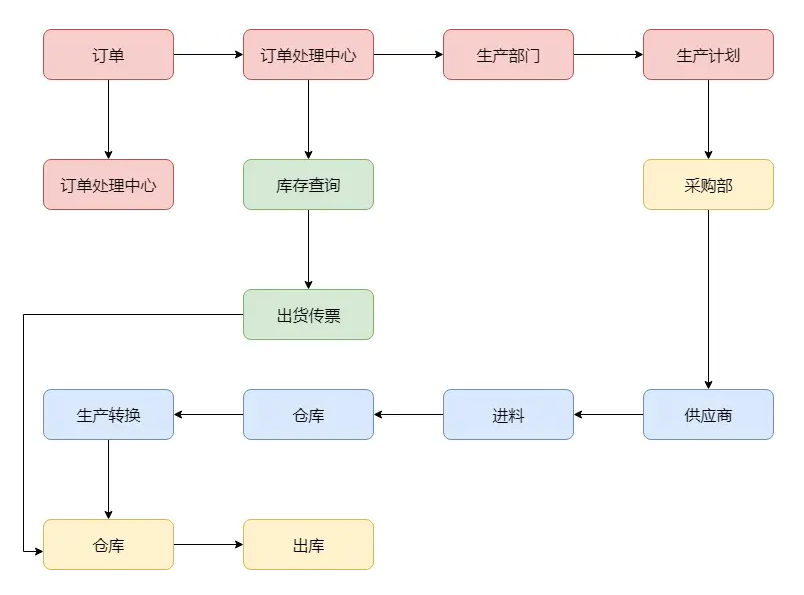 订单
订单处理中心
生产部门
生产计划
订单处理中心
库存查询
采购部
出货传票
生产转换
仓库
进料
供应商
仓库
出库